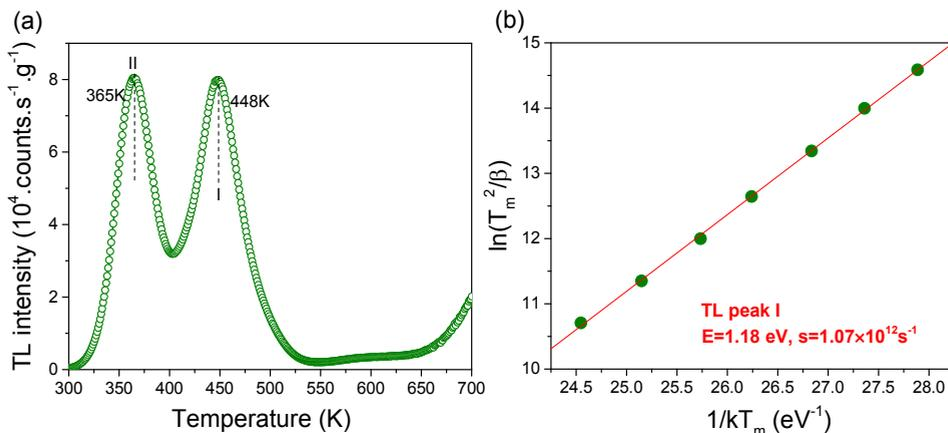 (a)
TL intensity (10⁴.counts.s⁻¹.g⁻¹)
8
6
4
2
0
II
365K
448K
I
300 350 400 450 500 550 600 650 700
Temperature (K)
(b)
ln(Tₘ²/β)
15
14
13
12
11
10
TL peak I
E=1.18 eV, s=1.07×10¹²s⁻¹
24.5 25.0 25.5 26.0 26.5 27.0 27.5 28.0
1/kTₘ (eV⁻¹)